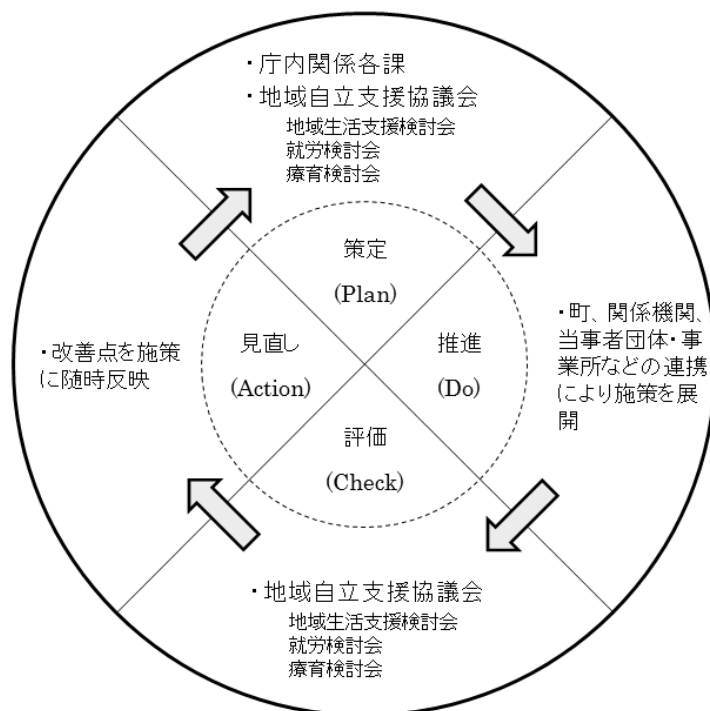 ・庁内関係各課
・地域自立支援協議会
地域生活支援検討会
就労検討会
療育検討会
策定
(Plan)
・改善点を施策
に随時反映
見直し
(Action)
推進
(Do)
・町、関係機関、
当事者団体・事
業所などの連携
により施策を展
開
評価
(Check)
・地域自立支援協議会
地域生活支援検討会
就労検討会
療育検討会